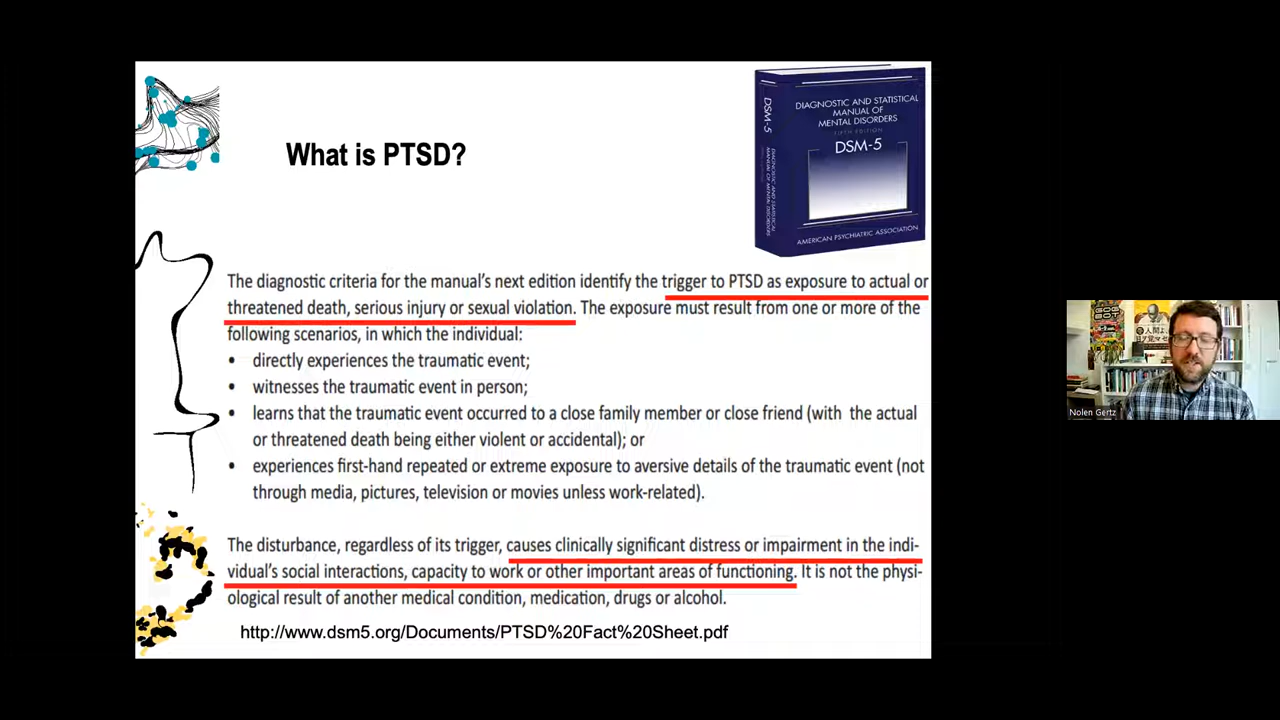 What is PTSD?
DSM-5
DIAGNOSTIC AND STATISTICAL
MANUAL OF
MENTAL DISORDERS
FIFTH EDITION
DSM-5
DIAGNOSTIC AND STATISTICAL
MANUAL OF MENTAL DISORDERS
AMERICAN PSYCHIATRIC ASSOCIATION
The diagnostic criteria for the manual's next edition identify the trigger to PTSD as exposure to actual or
threatened death, serious injury or sexual violation. The exposure must result from one or more of the
following scenarios, in which the individual:
• directly experiences the traumatic event;
• witnesses the traumatic event in person;
• learns that the traumatic event occurred to a close family member or close friend (with the actual
or threatened death being either violent or accidental); or
• experiences first-hand repeated or extreme exposure to aversive details of the traumatic event (not
through media, pictures, television or movies unless work-related).
The disturbance, regardless of its trigger, causes clinically significant distress or impairment in the indi-
vidual's social interactions, capacity to work or other important areas of functioning. It is not the physi-
ological result of another medical condition, medication, drugs or alcohol.
http://www.dsm5.org/Documents/PTSD%20Fact%20Sheet.pdf
Nolen Gertz